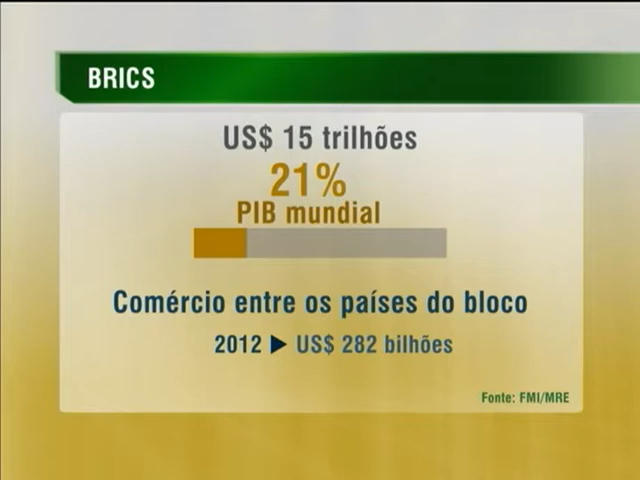 BRICS
US$ 15 trilhões
21%
PIB mundial
Comércio entre os países do bloco
2012 ▶ US$ 282 bilhões
Fonte: FMI/MRE